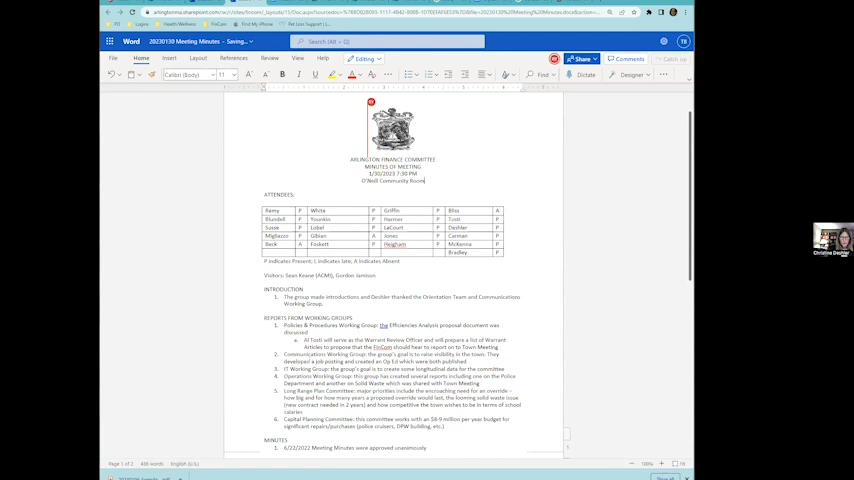 Word 20230130 Meeting Minutes - Saving... Search (Alt + Q) TB
File Home Insert Layout References Review View Help Editing Share Comments Catch up
Calibri (Body) 11 Find Dictate Designer
ARLINGTON FINANCE COMMITTEE
MINUTES OF MEETING
1/30/2023 7:30 PM
O'Neill Community Room
ATTENDEES:
Remy P White P Griffin P Bliss A
Blundell P Younkin P Harmer P Tosti P
Susse P Lobel P LaCourt P Deshler P
Migliazzo P Gibian A Jones P Carman P
Beck A Foskett P Heigham P McKenna P
Bradley P
P indicates Present; L indicates late; A indicates Absent
Visitors: Sean Keane (ACMi), Gordon Jamison
INTRODUCTION
1. The group made introductions and Deshler thanked the Orientation Team and Communications
Working Group.
REPORTS FROM WORKING GROUPS
1. Policies & Procedures Working Group: the Efficiencies Analysis proposal document was
discussed
a. Al Tosti will serve as the Warrant Review Officer and will prepare a list of Warrant
Articles to propose that the FinCom should hear to report on to Town Meeting
2. Communications Working Group: the group's goal is to raise visibility in the town. They
developed a job posting and created an Op Ed which were both published
3. IT Working Group: the group's goal is to create some longitudinal data for the committee
4. Operations Working Group: this group has created several reports including one on the Police
Department and another on Solid Waste which was shared with Town Meeting
5. Long Range Plan Committee: major priorities include the encroaching need for an override –
how big and for how many years a proposed override would last, the looming solid waste issue
(new contract needed in 2 years) and how competitive the town wishes to be in terms of school
salaries
6. Capital Planning Committee: this committee works with an $8-9 million per year budget for
significant repairs/purchases (police cruisers, DPW building, etc.)
MINUTES
1. 6/22/2022 Meeting Minutes were approved unanimously
Page 1 of 2 436 words English (U.S.) 100%
Christine Deshler